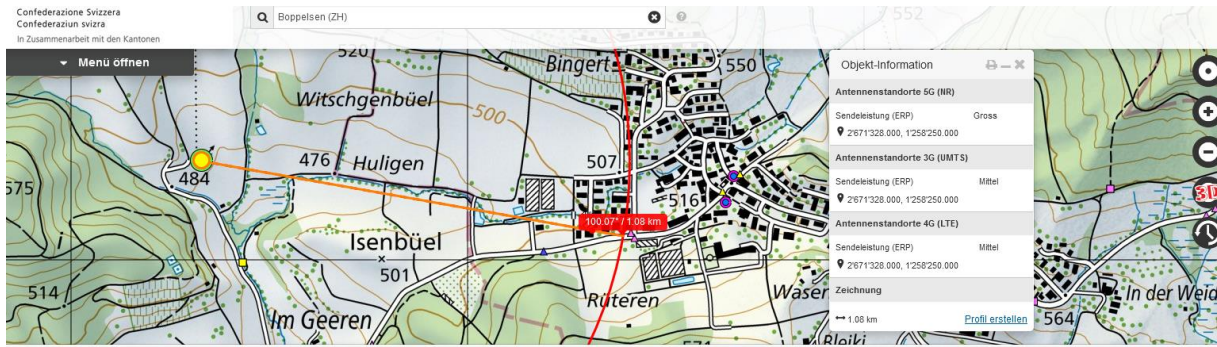 Confederazione Svizzera
Confederaziun svizra
In Zusammenarbeit mit den Kantonen
Boppelsen (ZH)
Menü öffnen
552
520
Bingert
550
Witschgenbüel
500
476
Huligen
507
484
575
516
100.07° / 1.08 km
Isenbüel
501
514
Rüteren
Im Geeren
Waser
Bleiki
571
564
In der Weid
3D
Objekt-Information
Antennenstandorte 5G (NR)
Sendeleistung (ERP) Gross
2'671'328.000, 1'258'250.000
Antennenstandorte 3G (UMTS)
Sendeleistung (ERP) Mittel
2'671'328.000, 1'258'250.000
Antennenstandorte 4G (LTE)
Sendeleistung (ERP) Mittel
2'671'328.000, 1'258'250.000
Zeichnung
1.08 km Profil erstellen